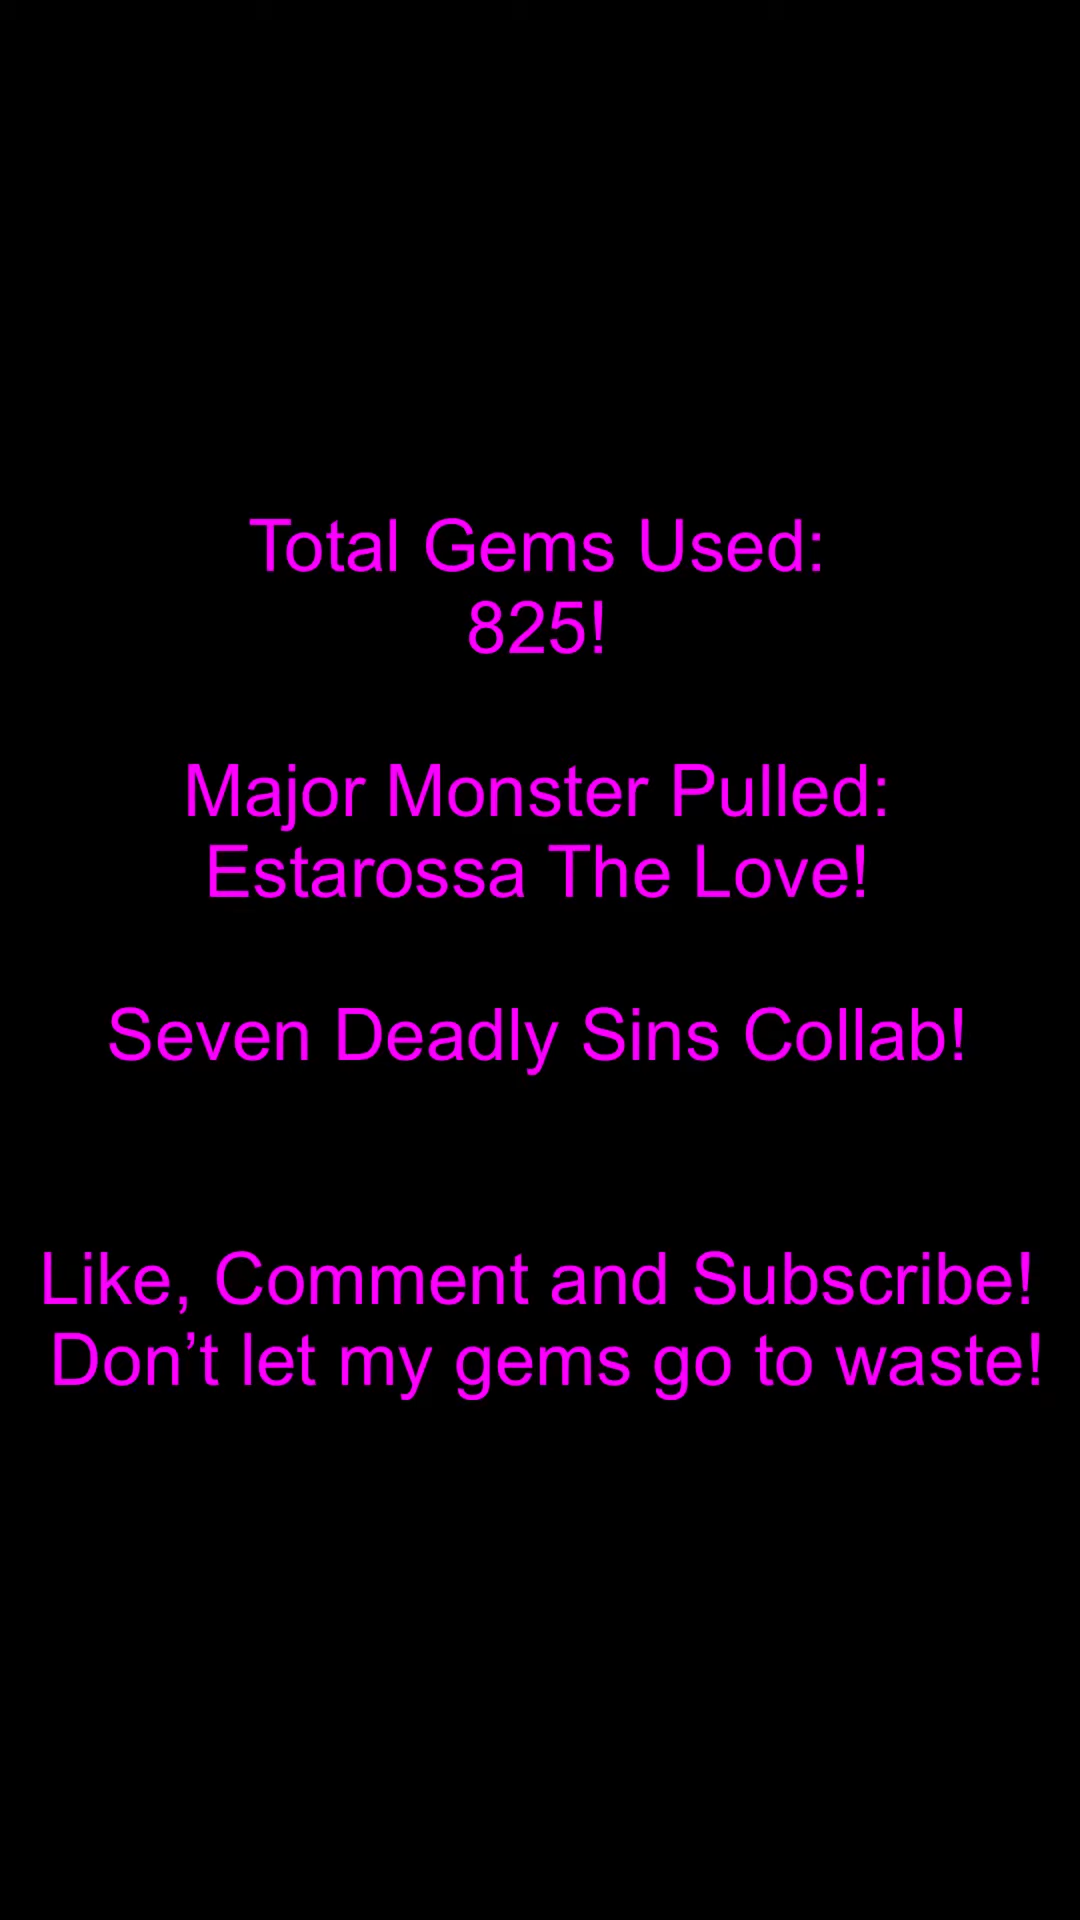 Total Gems Used:
825!
Major Monster Pulled:
Estarossa The Love!
Seven Deadly Sins Collab!
Like, Comment and Subscribe!
Don’t let my gems go to waste!